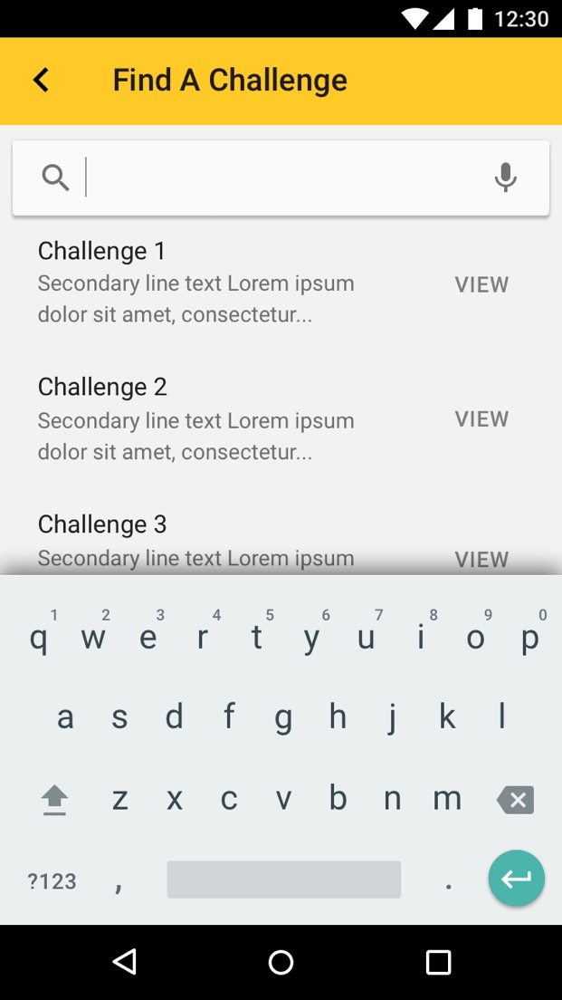 12:30
Find A Challenge
Challenge 1
Secondary line text Lorem ipsum
dolor sit amet, consectetur...
VIEW
Challenge 2
Secondary line text Lorem ipsum
dolor sit amet, consectetur...
VIEW
Challenge 3
Secondary line text Lorem ipsum
VIEW
1 2 3 4 5 6 7 8 9 0
q w e r t y u i o p
a s d f g h j k l
z x c v b n m
?123 , .